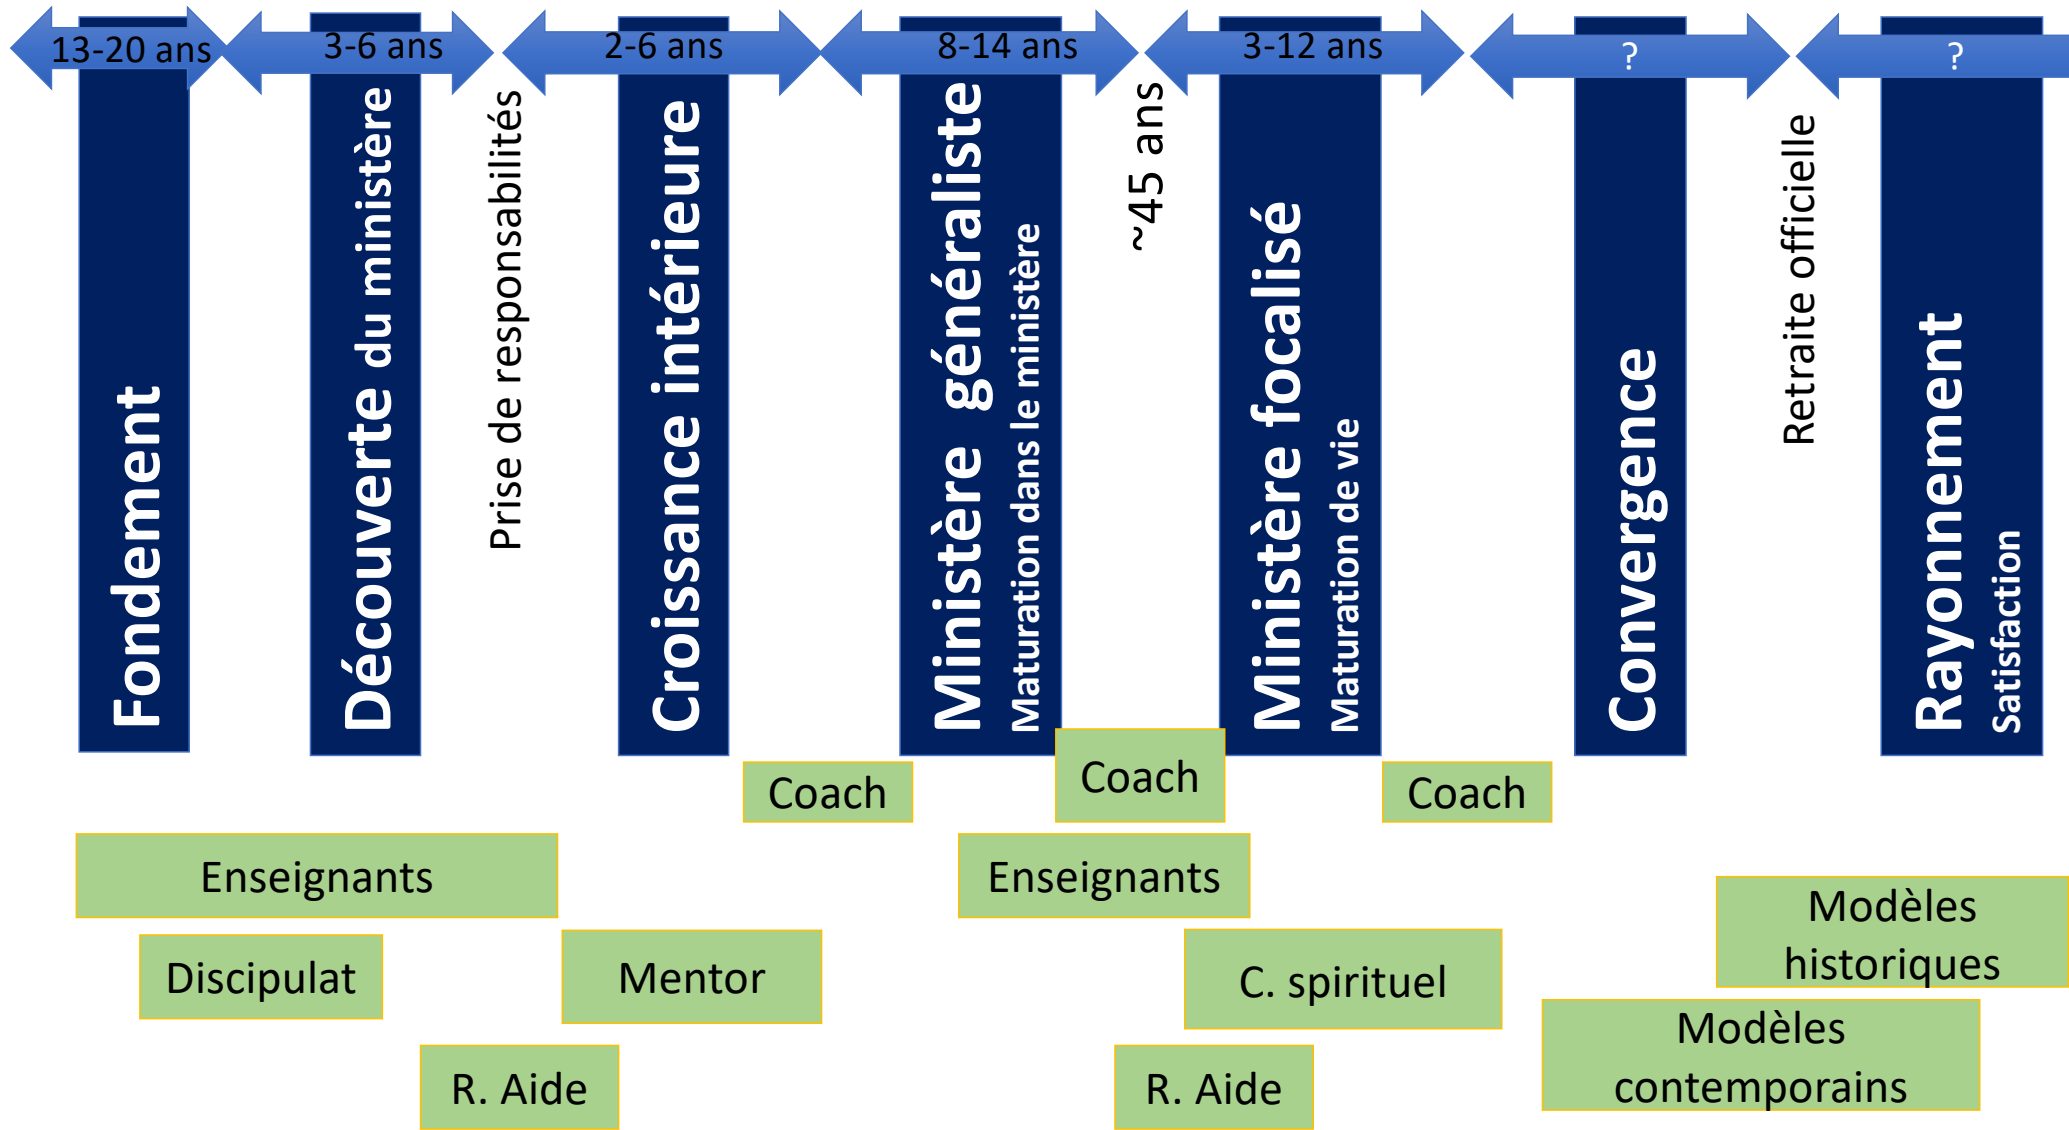 13-20 ans
3-6 ans
2-6 ans
8-14 ans
3-12 ans
?
?
Fondement
Découverte du ministère
Prise de responsabilités
Croissance intérieure
Ministère généraliste
Maturation dans le ministère
~45 ans
Ministère focalisé
Maturation de vie
Convergence
Retraite officielle
Rayonnement
Satisfaction
Coach
Coach
Coach
Enseignants
Enseignants
Modèles
historiques
Discipulat
Mentor
C. spirituel
Modèles
contemporains
R. Aide
R. Aide